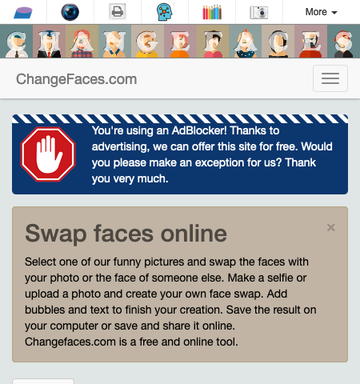 More
ChangeFaces.com
You're using an AdBlocker! Thanks to
advertising, we can offer this site for free. Would
you please make an exception for us? Thank
you very much.
Swap faces online
×
Select one of our funny pictures and swap the faces with
your photo or the face of someone else. Make a selfie or
upload a photo and create your own face swap. Add
bubbles and text to finish your creation. Save the result on
your computer or save and share it online.
Changefaces.com is a free and online tool.